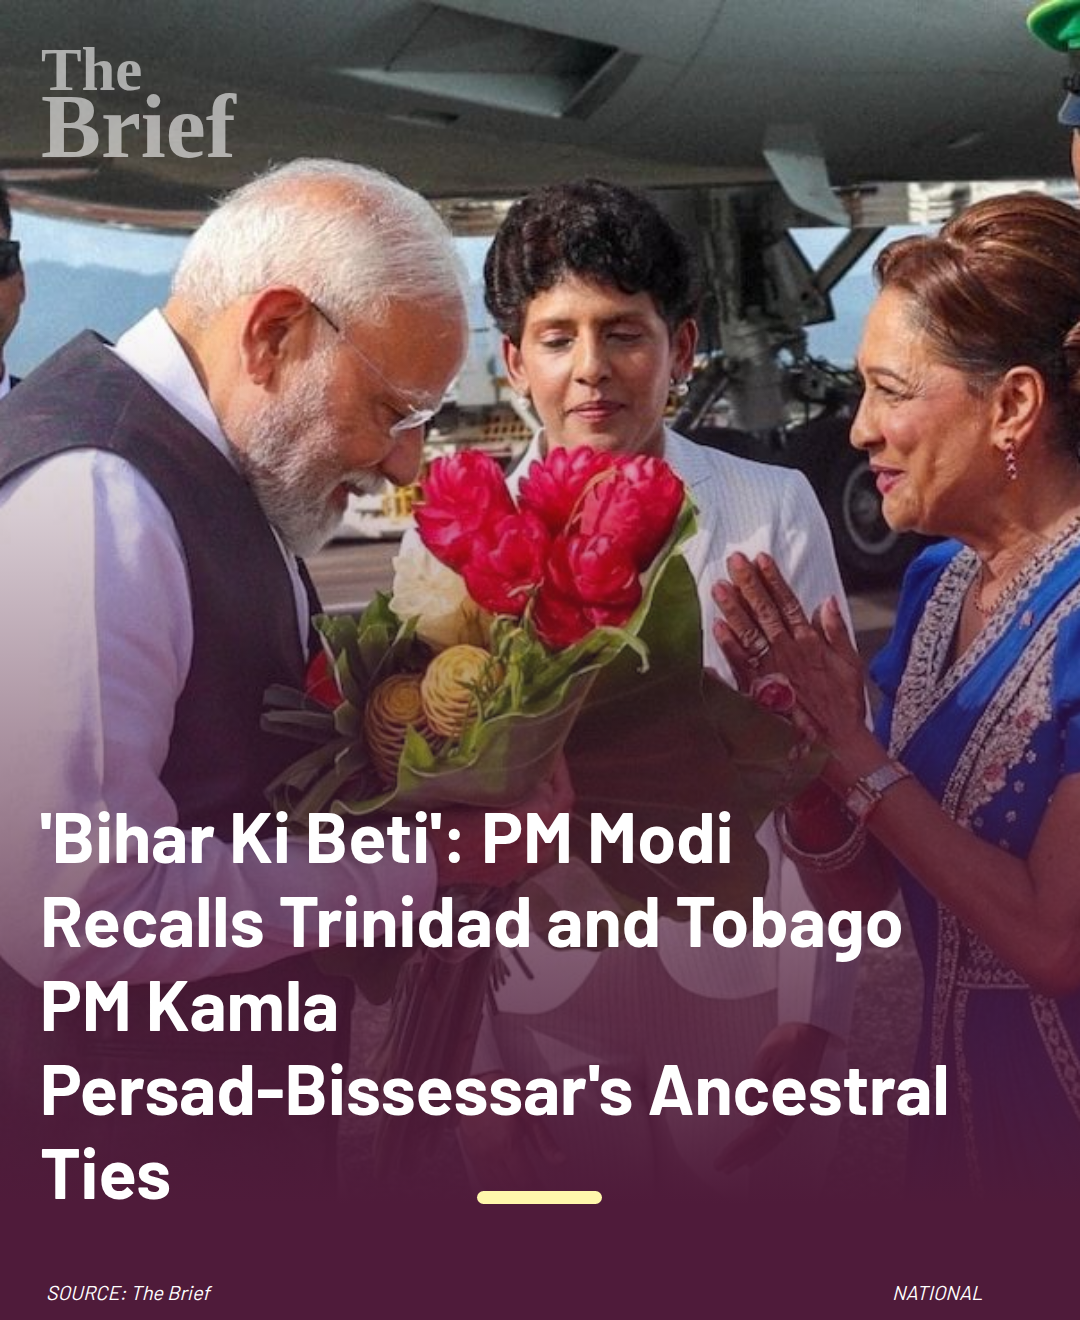 The
Brief
'Bihar Ki Beti': PM Modi
Recalls Trinidad and Tobago
PM Kamla
Persad-Bissessar's Ancestral
Ties
SOURCE: The Brief
NATIONAL